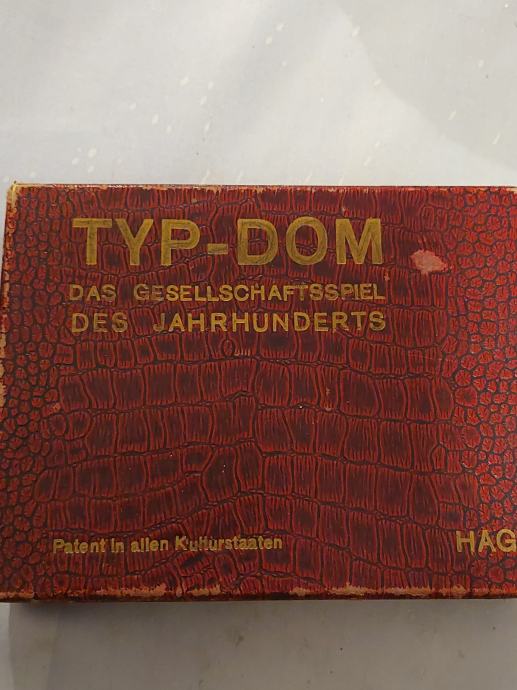 TYP-DOM
DAS GESELLSCHAFTSSPIEL
DES JAHRHUNDERTS
Patent in allen Kulturstaaten
HAG